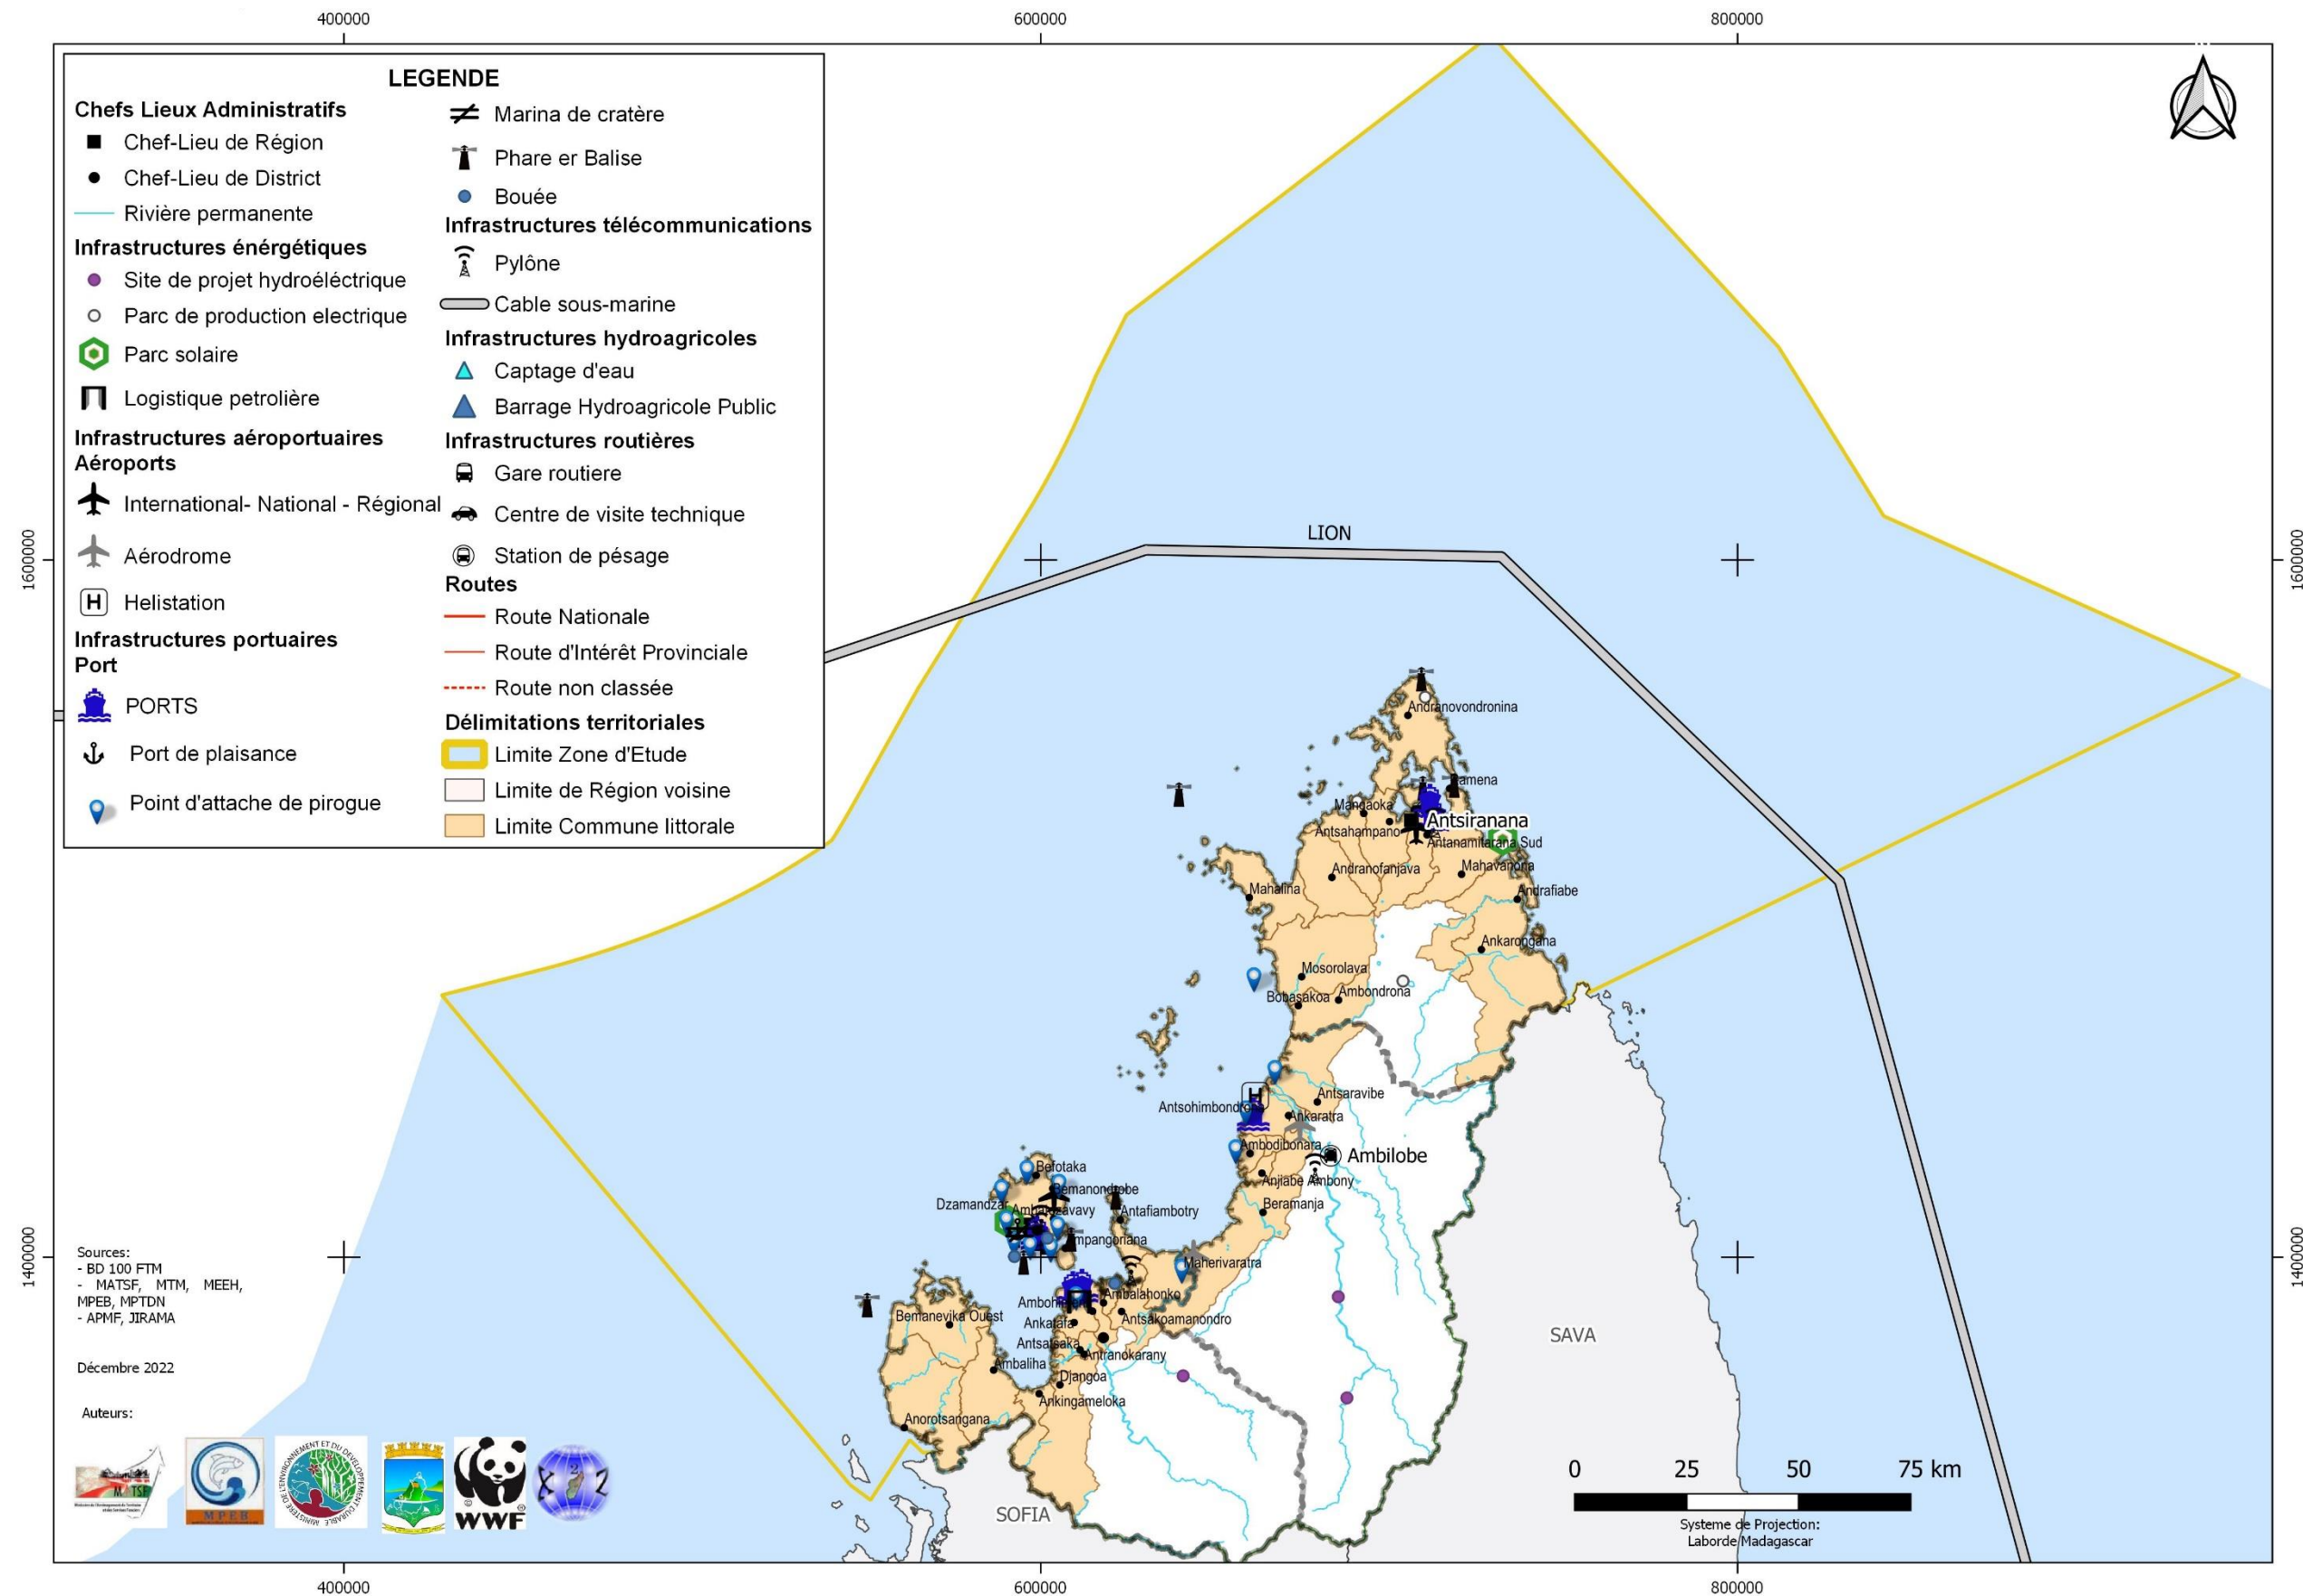 400000
600000
800000
LEGENDE
Chefs Lieux Administratifs
Chef-Lieu de Région
Chef-Lieu de District
Rivière permanente
Infrastructures énérgétiques
Site de projet hydroéléctrique
Parc de production electrique
Parc solaire
Logistique petrolière
Infrastructures aéroportuaires
Aéroports
International- National - Régional
Aérodrome
Helistation
Infrastructures portuaires
Port
PORTS
Port de plaisance
Point d'attache de pirogue
Marina de cratère
Phare er Balise
Bouée
Infrastructures télécommunications
Pylône
Cable sous-marine
Infrastructures hydroagricoles
Captage d'eau
Barrage Hydroagricole Public
Infrastructures routières
Gare routiere
Centre de visite technique
Station de pésage
Routes
Route Nationale
Route d'Intérêt Provinciale
Route non classée
Délimitations territoriales
Limite Zone d'Etude
Limite de Région voisine
Limite Commune littorale
1600000
1600000
LION
Andranovondronina
Mangaoka
Antsiranana
Antsahampano
Antanamitarana Sud
Andranofanjava
Mahavanona
Mahalina
Andrafiabe
Ankarongana
Mosorolava
Bobasakoa
Ambondrona
H
Antsaravibe
Ankaratra
Ambodibonara
Ambilobe
Anjiabe Ambony
Beramanja
Befotaka
Bemanondrobe
Dzamandzar
Antafiambotry
Maherivaratra
Ambalahonko
Bemanevika Ouest
Ankatafa
Antsakoamanondro
Antsatsaka
Antranokarany
Ambaliha
Djangoa
Ankingameloka
Anorotsangana
SAVA
SOFIA
1400000
1400000
Sources:
- BD 100 FTM
- MATSF, MTM, MEEH,
MPEB, MPTDN
- APMF, JIRAMA
Décembre 2022
Auteurs:
MPEB
WWF
0 25 50 75 km
Systeme de Projection:
Laborde Madagascar
400000
600000
800000